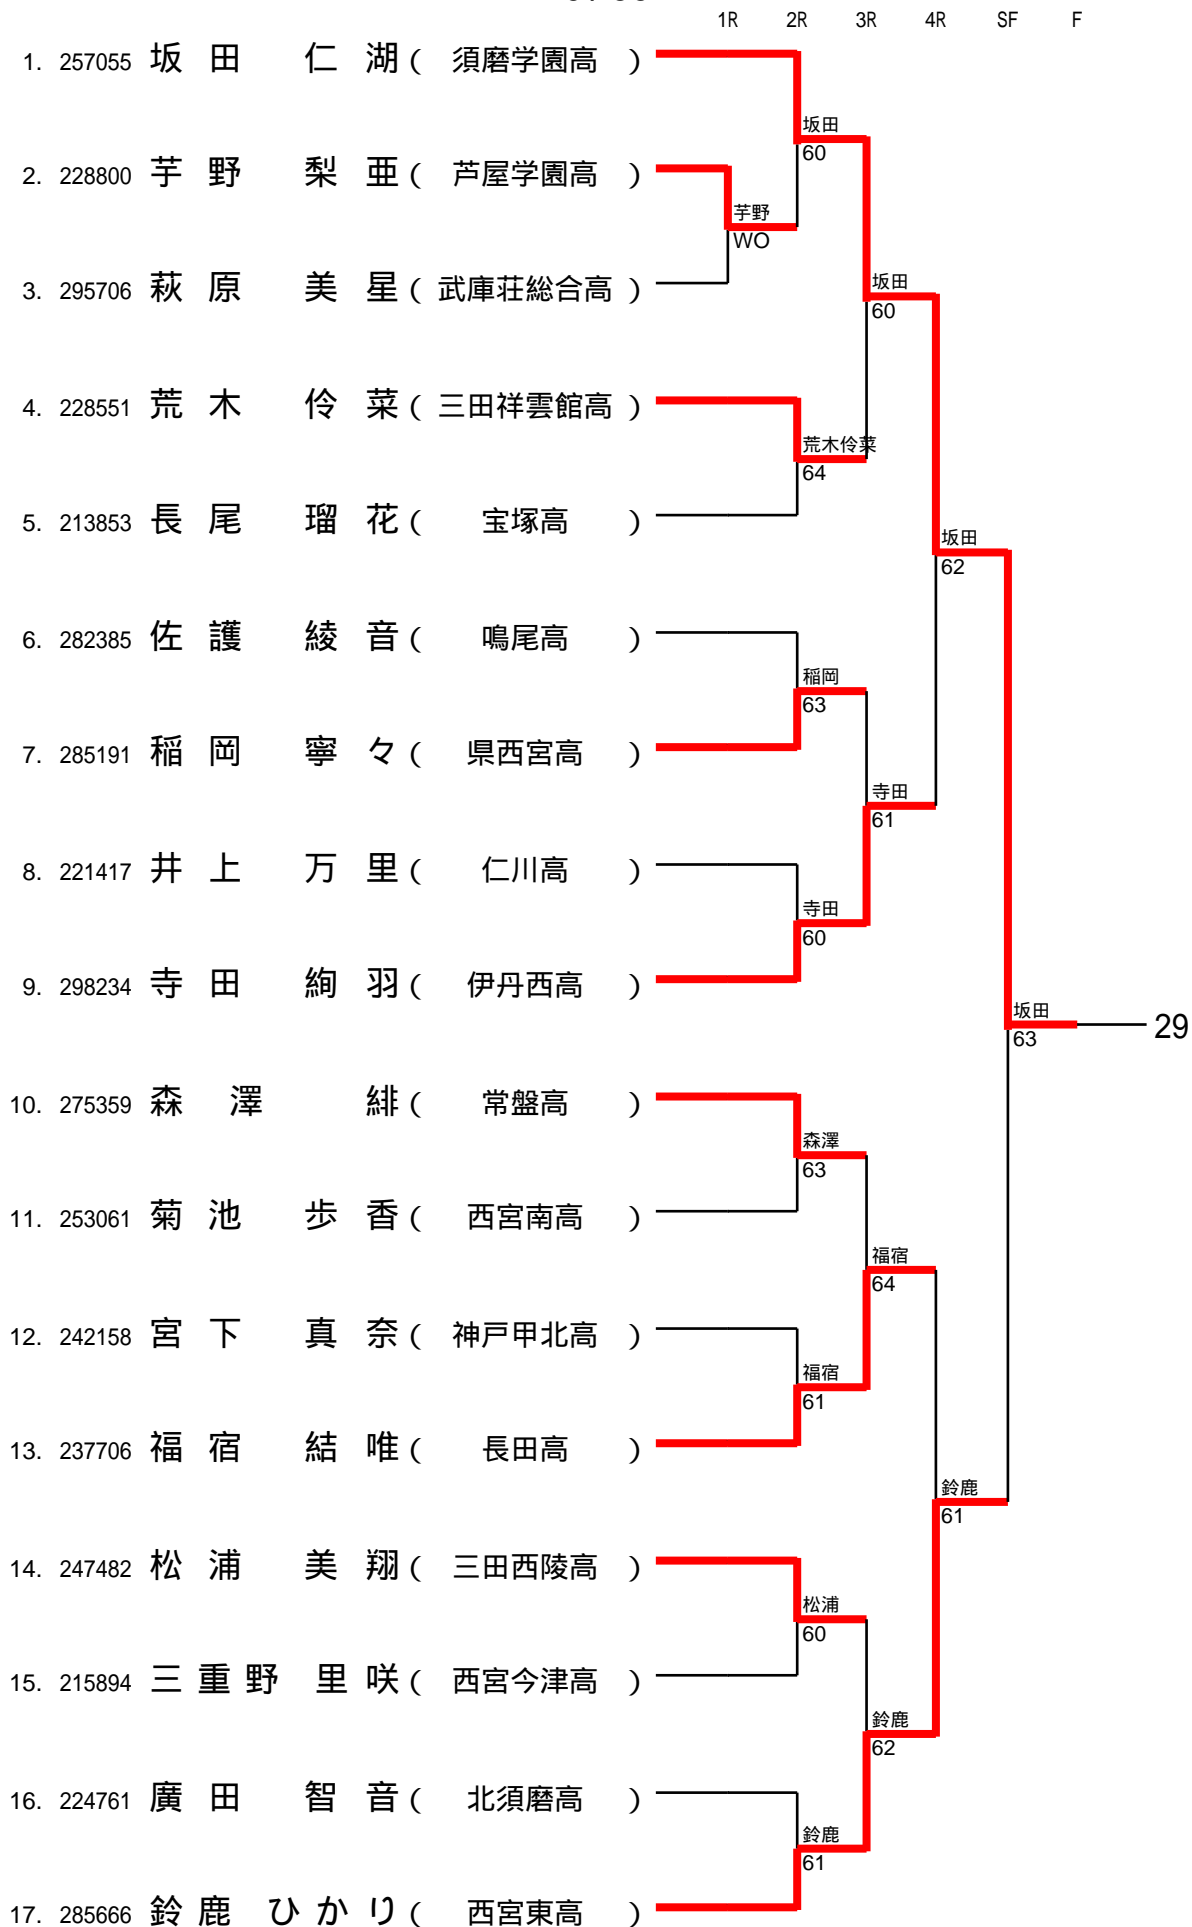 1R 2R 3R 4R SF F
1. 257055 坂田 仁湖 ( 須磨学園高 )
坂田
60
2. 228800 芋野 梨亜 ( 芦屋学園高 )
芋野
WO
3. 295706 萩原 美星 ( 武庫荘総合高 )
坂田
60
4. 228551 荒木 伶菜 ( 三田祥雲館高 )
荒木伶菜
64
5. 213853 長尾 瑠花 ( 宝塚高 )
坂田
62
6. 282385 佐護 綾音 ( 鳴尾高 )
稲岡
63
7. 285191 稲岡 寧々 ( 県西宮高 )
寺田
61
8. 221417 井上 万里 ( 仁川高 )
寺田
60
9. 298234 寺田 絢羽 ( 伊丹西高 )
坂田
63
29
10. 275359 森澤 緋 ( 常盤高 )
森澤
63
11. 253061 菊池 歩香 ( 西宮南高 )
福宿
64
12. 242158 宮下 真奈 ( 神戸甲北高 )
福宿
61
13. 237706 福宿 結唯 ( 長田高 )
鈴鹿
61
14. 247482 松浦 美翔 ( 三田西陵高 )
松浦
60
15. 215894 三重野 里咲 ( 西宮今津高 )
鈴鹿
62
16. 224761 廣田 智音 ( 北須磨高 )
鈴鹿
61
17. 285666 鈴鹿 ひかり ( 西宮東高 )